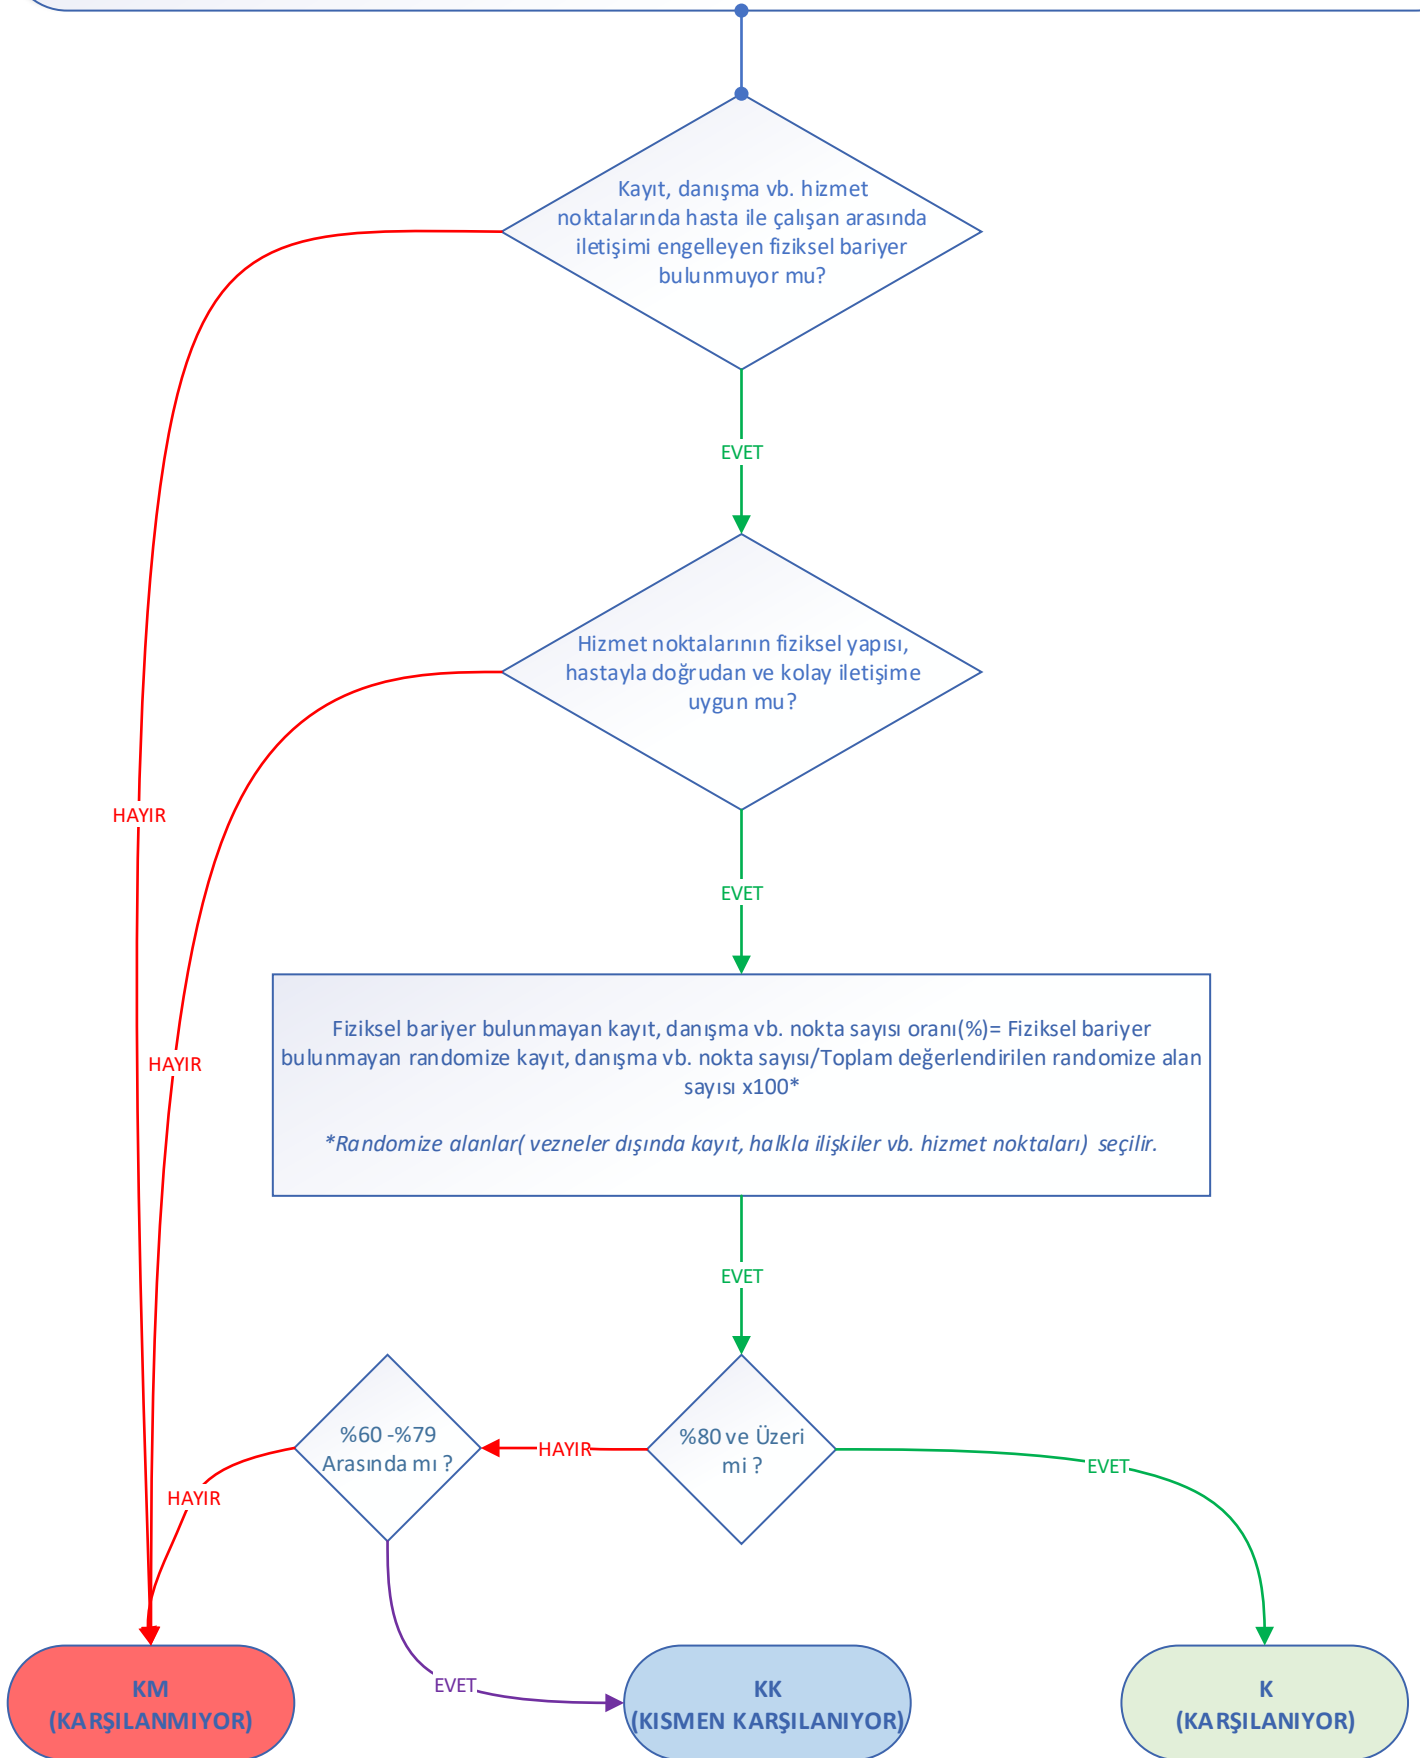 Kayıt, danışma vb. hizmet
noktalarında hasta ile çalışan arasında
iletişimi engelleyen fiziksel bariyer
bulunmuyor mu?
EVET
Hizmet noktalarının fiziksel yapısı,
hastayla doğrudan ve kolay iletişime
uygun mu?
HAYIR
EVET
Fiziksel bariyer bulunmayan kayıt, danışma vb. nokta sayısı oranı(%)= Fiziksel bariyer
bulunmayan randomize kayıt, danışma vb. nokta sayısı/Toplam değerlendirilen randomize alan
sayısı x100*
HAYIR
*Randomize alanlar( vezneler dışında kayıt, halkla ilişkiler vb. hizmet noktaları)  seçilir.
EVET
%60 -%79
Arasında mı ?
HAYIR
%80 ve Üzeri
mi ?
EVET
HAYIR
EVET
KM
(KARŞILANMIYOR)
KK
(KISMEN KARŞILANIYOR)
K
(KARŞILANIYOR)